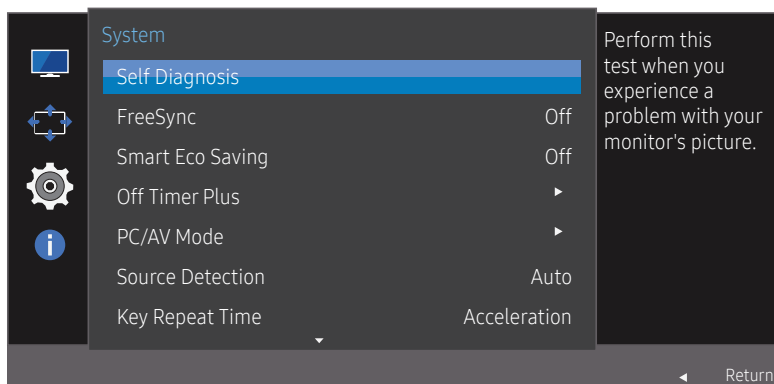 System
Self Diagnosis
FreeSync Off
Smart Eco Saving Off
Off Timer Plus
PC/AV Mode
Source Detection Auto
Key Repeat Time Acceleration
Perform this
test when you
experience a
problem with your
monitor's picture.
Return